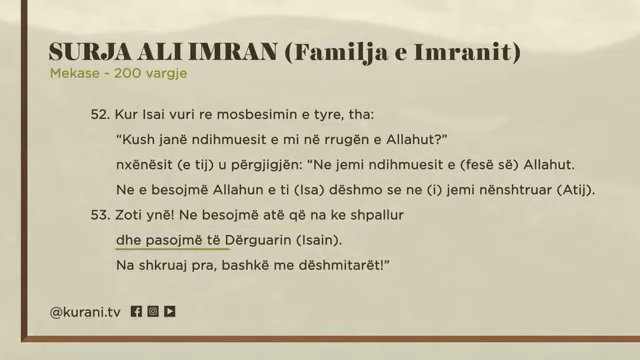 SURJA ALI IMRAN (Familja e Imranit)
Mekase - 200 vargje
52. Kur Isai vuri re mosbesimin e tyre, tha:
“Kush janë ndihmuesit e mi në rrugën e Allahut?”
nxënësit (e tij) u përgjigjën: “Ne jemi ndihmuesit e (fesë së) Allahut.
Ne e besojmë Allahun e ti (Isa) dëshmo se ne (i) jemi nënshtruar (Atij).
53. Zoti ynë! Ne besojmë atë që na ke shpallur
dhe pasojmë të Dërguarin (Isain).
Na shkruaj pra, bashkë me dëshmitarët!”
@kurani.tv